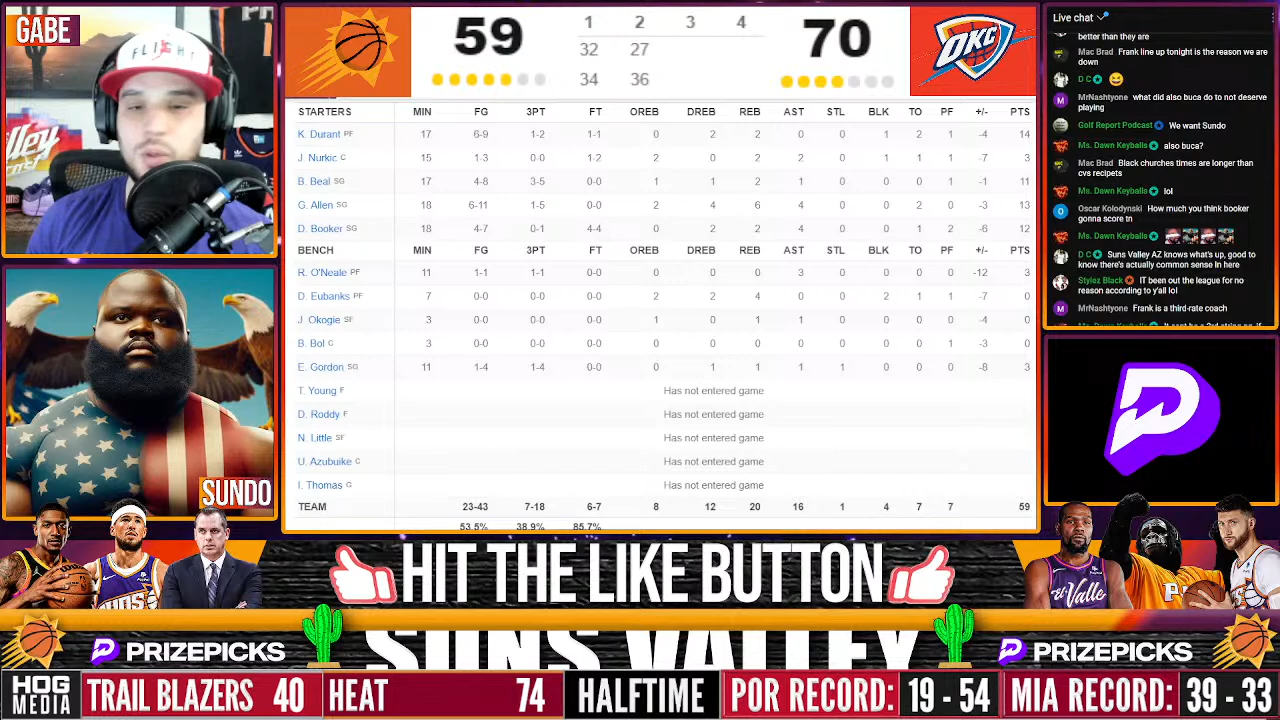 GABE
FLIGHT
SUNDO
59
1 2 3 4
32 27
34 36
70
OKC
STARTERS MIN FG 3PT FT OREB DREB REB AST STL BLK TO PF +/- PTS
K. Durant PF 17 6-9 1-2 1-1 0 2 2 0 0 1 2 1 -4 14
J. Nurkic C 15 1-3 0-0 1-2 2 0 2 2 0 1 1 1 -7 3
B. Beal SG 17 4-8 3-5 0-0 1 1 2 1 0 0 0 1 -1 11
G. Allen SG 18 6-11 1-5 0-0 2 4 6 4 0 0 2 0 -3 13
D. Booker SG 18 4-7 0-1 4-4 0 2 2 4 0 0 1 2 -6 12
BENCH MIN FG 3PT FT OREB DREB REB AST STL BLK TO PF +/- PTS
R. O'Neale PF 11 1-1 1-1 0-0 0 0 0 3 0 0 0 0 -12 3
D. Eubanks PF 7 0-0 0-0 0-0 2 2 4 0 0 2 1 1 -7 0
J. Okogie SF 3 0-0 0-0 0-0 1 0 1 1 0 0 0 0 -4 0
B. Bol C 3 0-0 0-0 0-0 0 0 0 0 0 0 0 1 -3 0
E. Gordon SG 11 1-4 1-4 0-0 0 1 1 1 1 0 0 0 -8 3
T. Young F Has not entered game
D. Roddy F Has not entered game
N. Little SF Has not entered game
U. Azubuike C Has not entered game
I. Thomas G Has not entered game
TEAM 23-43 7-18 6-7 8 12 20 16 1 4 7 7 59
53.5% 38.9% 85.7%
Live chat
better than they are
Mac Brad Frank line up tonight is the reason we are
down
D C
MrNashtyone what did also buca do to not deserve
playing
Golf Report Podcast We want Sundo
Ms. Dawn Keyballs also buca?
Mac Brad Black churches times are longer than
cvs recipets
Ms. Dawn Keyballs lol
Oscar Kolodynski How much you think booker
gonna score tn
Ms. Dawn Keyballs
D C Suns Valley AZ knows what's up, good to
know there's actually common sense in here
Stylez Black IT been out the league for no
reason according to y'all lol
MrNashtyone Frank is a third-rate coach
HIT THE LIKE BUTTON
SUNS VALLEY
PRIZEPICKS
PRIZEPICKS
HOG
MEDIA
TRAIL BLAZERS 40 HEAT 74 HALFTIME POR RECORD: 19 - 54 MIA RECORD: 39 - 33